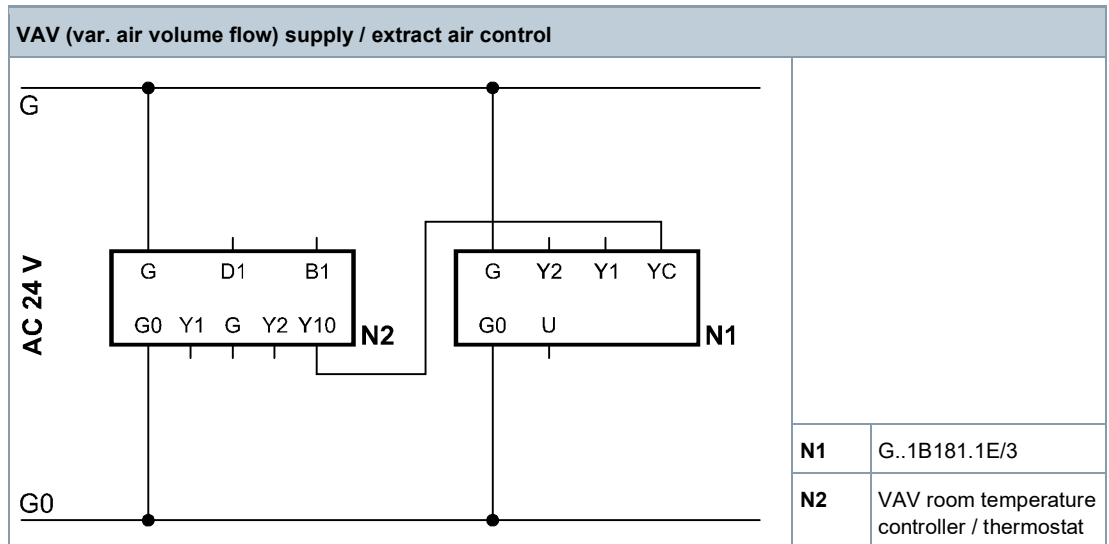 VAV (var. air volume flow) supply / extract air control
G
AC 24 V
G D1 B1
G0 Y1 G Y2 Y10
N2
G Y2 Y1 YC
G0 U
N1
G0
N1 G..1B181.1E/3
N2 VAV room temperature
controller / thermostat